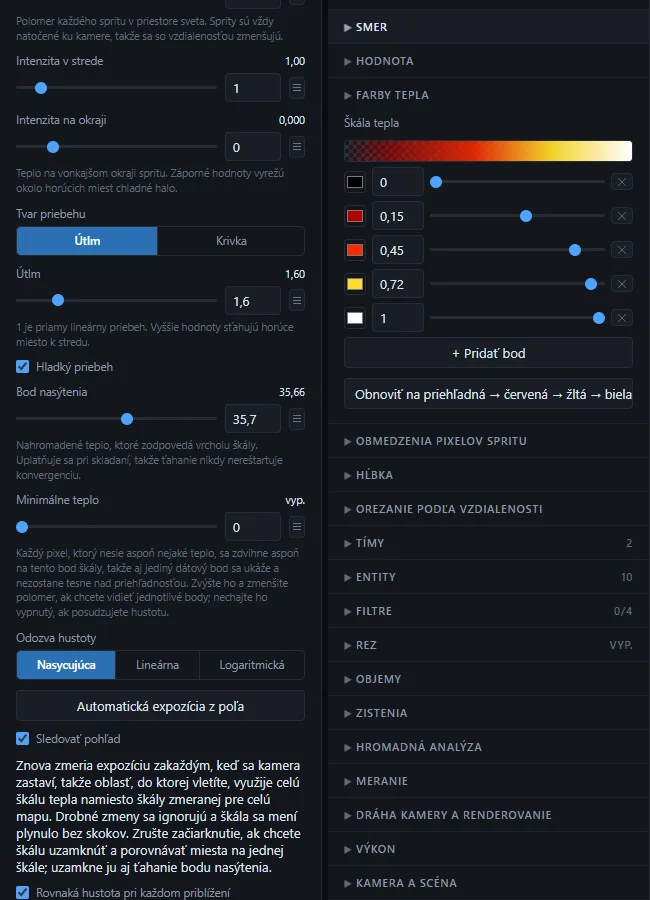 Polomer každého spritu v priestore sveta. Sprity sú vždy
natočené ku kamere, takže sa so vzdialenosťou zmenšujú.
Intenzita v strede
1,00
1
Intenzita na okraji
0,000
0
Teplo na vonkajšom okraji spritu. Záporné hodnoty vyrežú
okolo horúcich miest chladné halo.
Tvar priebehu
Útlm
Krivka
Útlm
1,60
1,6
1 je priamy lineárny priebeh. Vyššie hodnoty sťahujú horúce
miesto k stredu.
Hladký priebeh
Bod nasýtenia
35,66
35,7
Nahromadené teplo, ktoré zodpovedá vrcholu škály.
Uplatňuje sa pri skladaní, takže ťahanie nikdy nereštartuje
konvergenciu.
Minimálne teplo
vyp.
0
Každý pixel, ktorý nesie aspoň nejaké teplo, sa zdvihne aspoň
na tento bod škály, takže aj jediný dátový bod sa ukáže a
nezostane tesne nad priehľadnosťou. Zvýšte ho a zmenšite
polomer, ak chcete vidieť jednotlivé body; nechajte ho
vypnutý, ak posudzujete hustotu.
Odozva hustoty
Nasycujúca
Lineárna
Logaritmická
Automatická expozícia z poľa
Sledovať pohľad
Znova zmeria expozíciu zakaždým, keď sa kamera
zastaví, takže oblasť, do ktorej vletíte, využije celú
škálu tepla namiesto škály zmeranej pre celú
mapu. Drobné zmeny sa ignorujú a škála sa mení
plynulo bez skokov. Zrušte začiarknutie, ak chcete
škálu uzamknúť a porovnávať miesta na jednej
škále; uzamkne ju aj ťahanie bodu nasýtenia.
Rovnaká hustota pri každom priblížení
SMER
HODNOTA
FARBY TEPLA
Škála tepla
0
0,15
0,45
0,72
1
+ Pridať bod
Obnoviť na priehľadná → červená → žltá → biela
OBMEDZENIA PIXELOV SPRITU
HĹBKA
OREZANIE PODĽA VZDIALENOSTI
TÍMY
2
ENTITY
10
FILTRE
0/4
REZ
VYP.
OBJEMY
ZISTENIA
HROMADNÁ ANALÝZA
MERANIE
DRÁHA KAMERY A RENDEROVANIE
VÝKON
KAMERA A SCÉNA